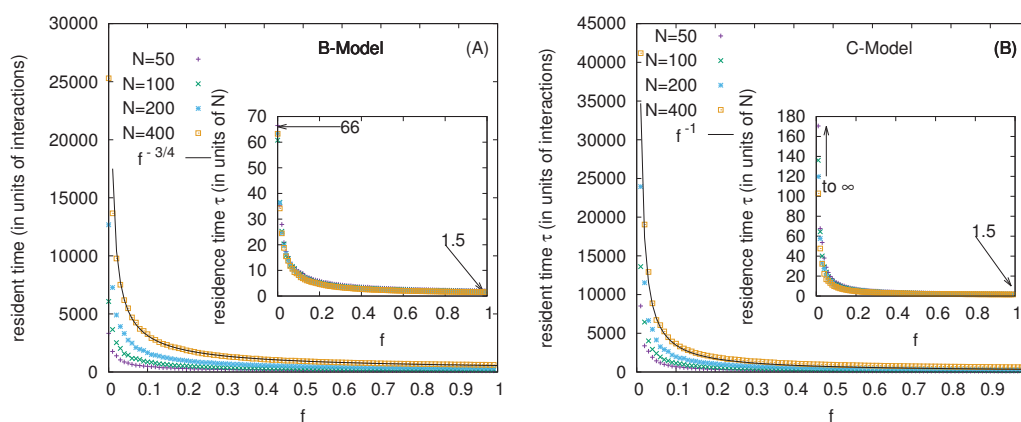 B-Model
(A)
resident time (in units of interactions)
30000
25000
20000
15000
10000
5000
0
N=50
N=100
N=200
N=400
f - 3/4
0 0.1 0.2 0.3 0.4 0.5 0.6 0.7 0.8 0.9 1
f
residence time τ (in units of N)
70
60
50
40
30
20
10
0
66
1.5
0 0.2 0.4 0.6 0.8 1
f
C-Model
(B)
resident time τ (in units of interactions)
45000
40000
35000
30000
25000
20000
15000
10000
5000
0
N=50
N=100
N=200
N=400
f-1
0 0.1 0.2 0.3 0.4 0.5 0.6 0.7 0.8 0.9
f
residence time τ (in units of N)
180
160
140
120
100
80
60
40
20
0
to ∞
1.5
0 0.2 0.4 0.6 0.8 1
f